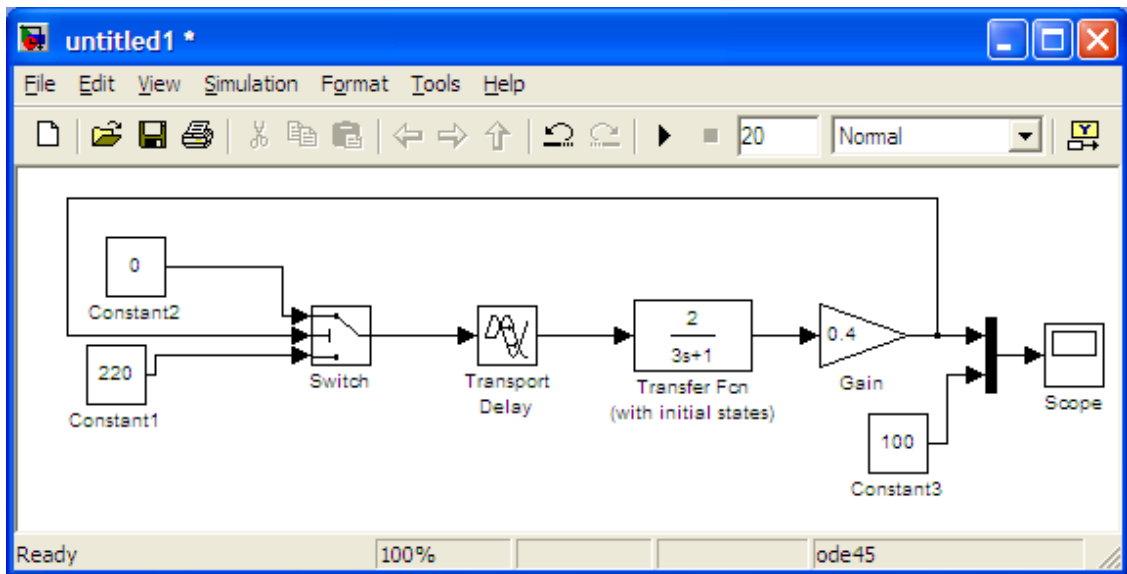 untitled1 *
File Edit View Simulation Format Tools Help
20 Normal
0
Constant2
220
Constant1
Switch
Transport
Delay
2
3s+1
Transfer Fcn
(with initial states)
0.4
Gain
100
Constant3
Scope
Ready 100% ode45